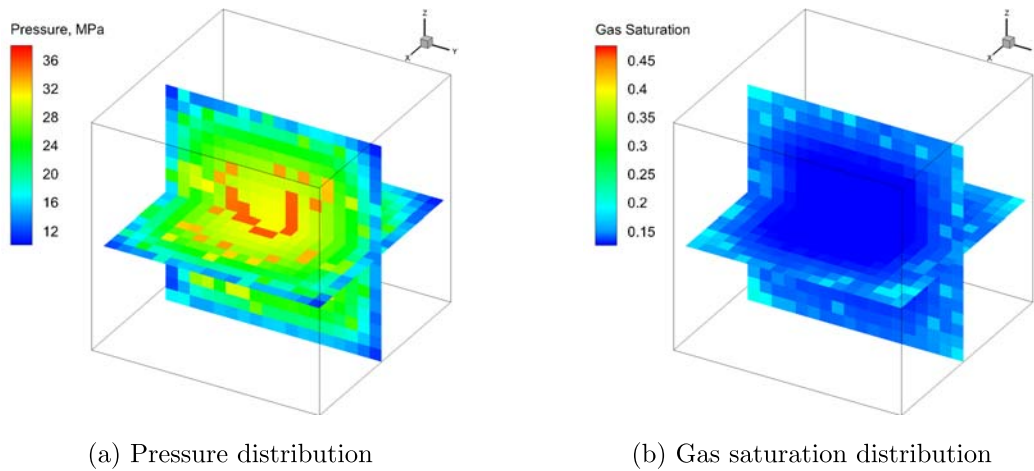 Pressure, MPa
36
32
28
24
20
16
12
Z
X
Y
Gas Saturation
0.45
0.4
0.35
0.3
0.25
0.2
0.15
Z
X
(a) Pressure distribution
(b) Gas saturation distribution